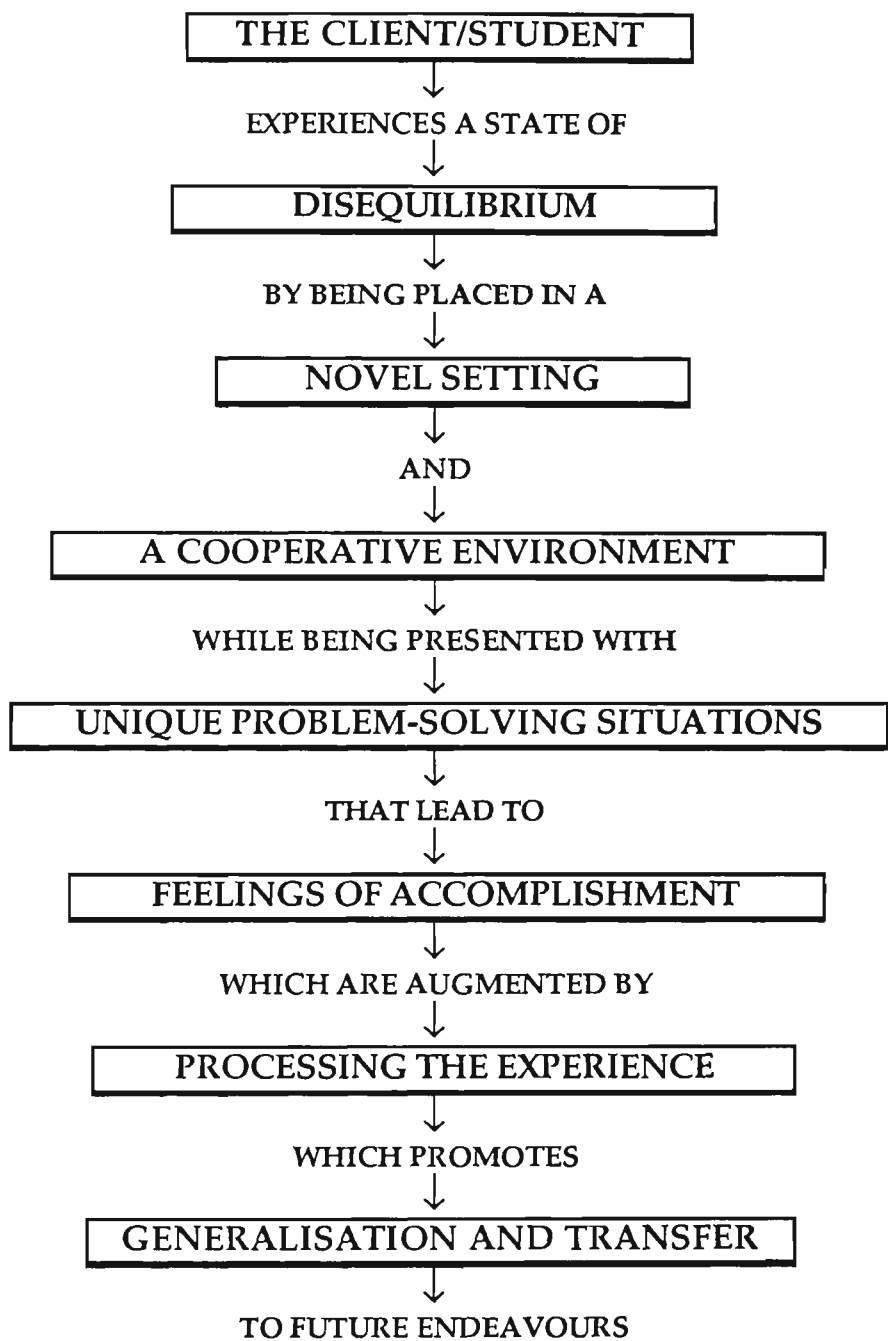 THE CLIENT/STUDENT
EXPERIENCES A STATE OF
DISEQUILIBRIUM
BY BEING PLACED IN A
NOVEL SETTING
AND
A COOPERATIVE ENVIRONMENT
WHILE BEING PRESENTED WITH
UNIQUE PROBLEM-SOLVING SITUATIONS
THAT LEAD TO
FEELINGS OF ACCOMPLISHMENT
WHICH ARE AUGMENTED BY
PROCESSING THE EXPERIENCE
WHICH PROMOTES
GENERALISATION AND TRANSFER
TO FUTURE ENDEAVOURS